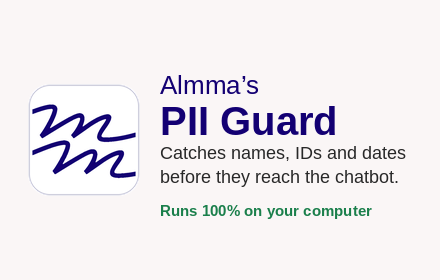 Almma’s
PII Guard
Catches names, IDs and dates
before they reach the chatbot.
Runs 100% on your computer